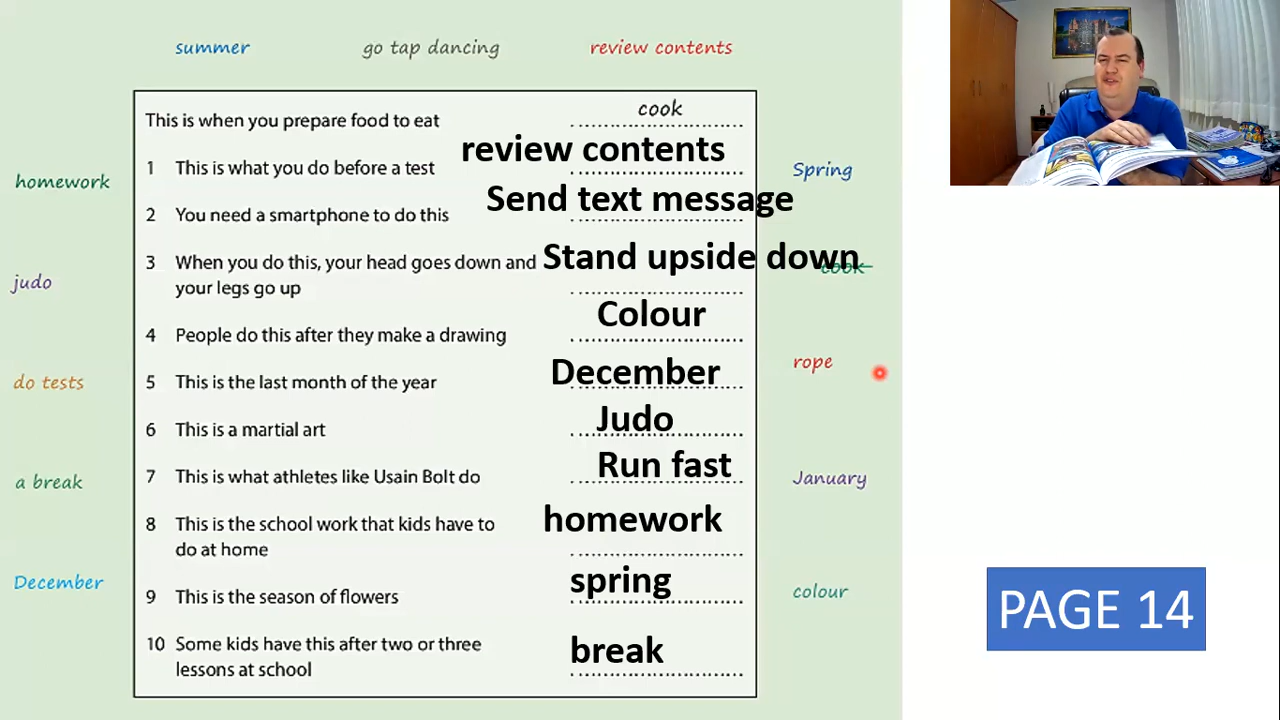 summer go tap dancing review contents
This is when you prepare food to eat cook
1 This is what you do before a test review contents
homework Spring
2 You need a smartphone to do this Send text message
3 When you do this, your head goes down and Stand upside down
your legs go up
cook
judo
4 People do this after they make a drawing Colour
rope
5 This is the last month of the year December
do tests
6 This is a martial art Judo
7 This is what athletes like Usain Bolt do Run fast
a break January
8 This is the school work that kids have to homework
do at home
December colour
9 This is the season of flowers spring
10 Some kids have this after two or three break
lessons at school
PAGE 14